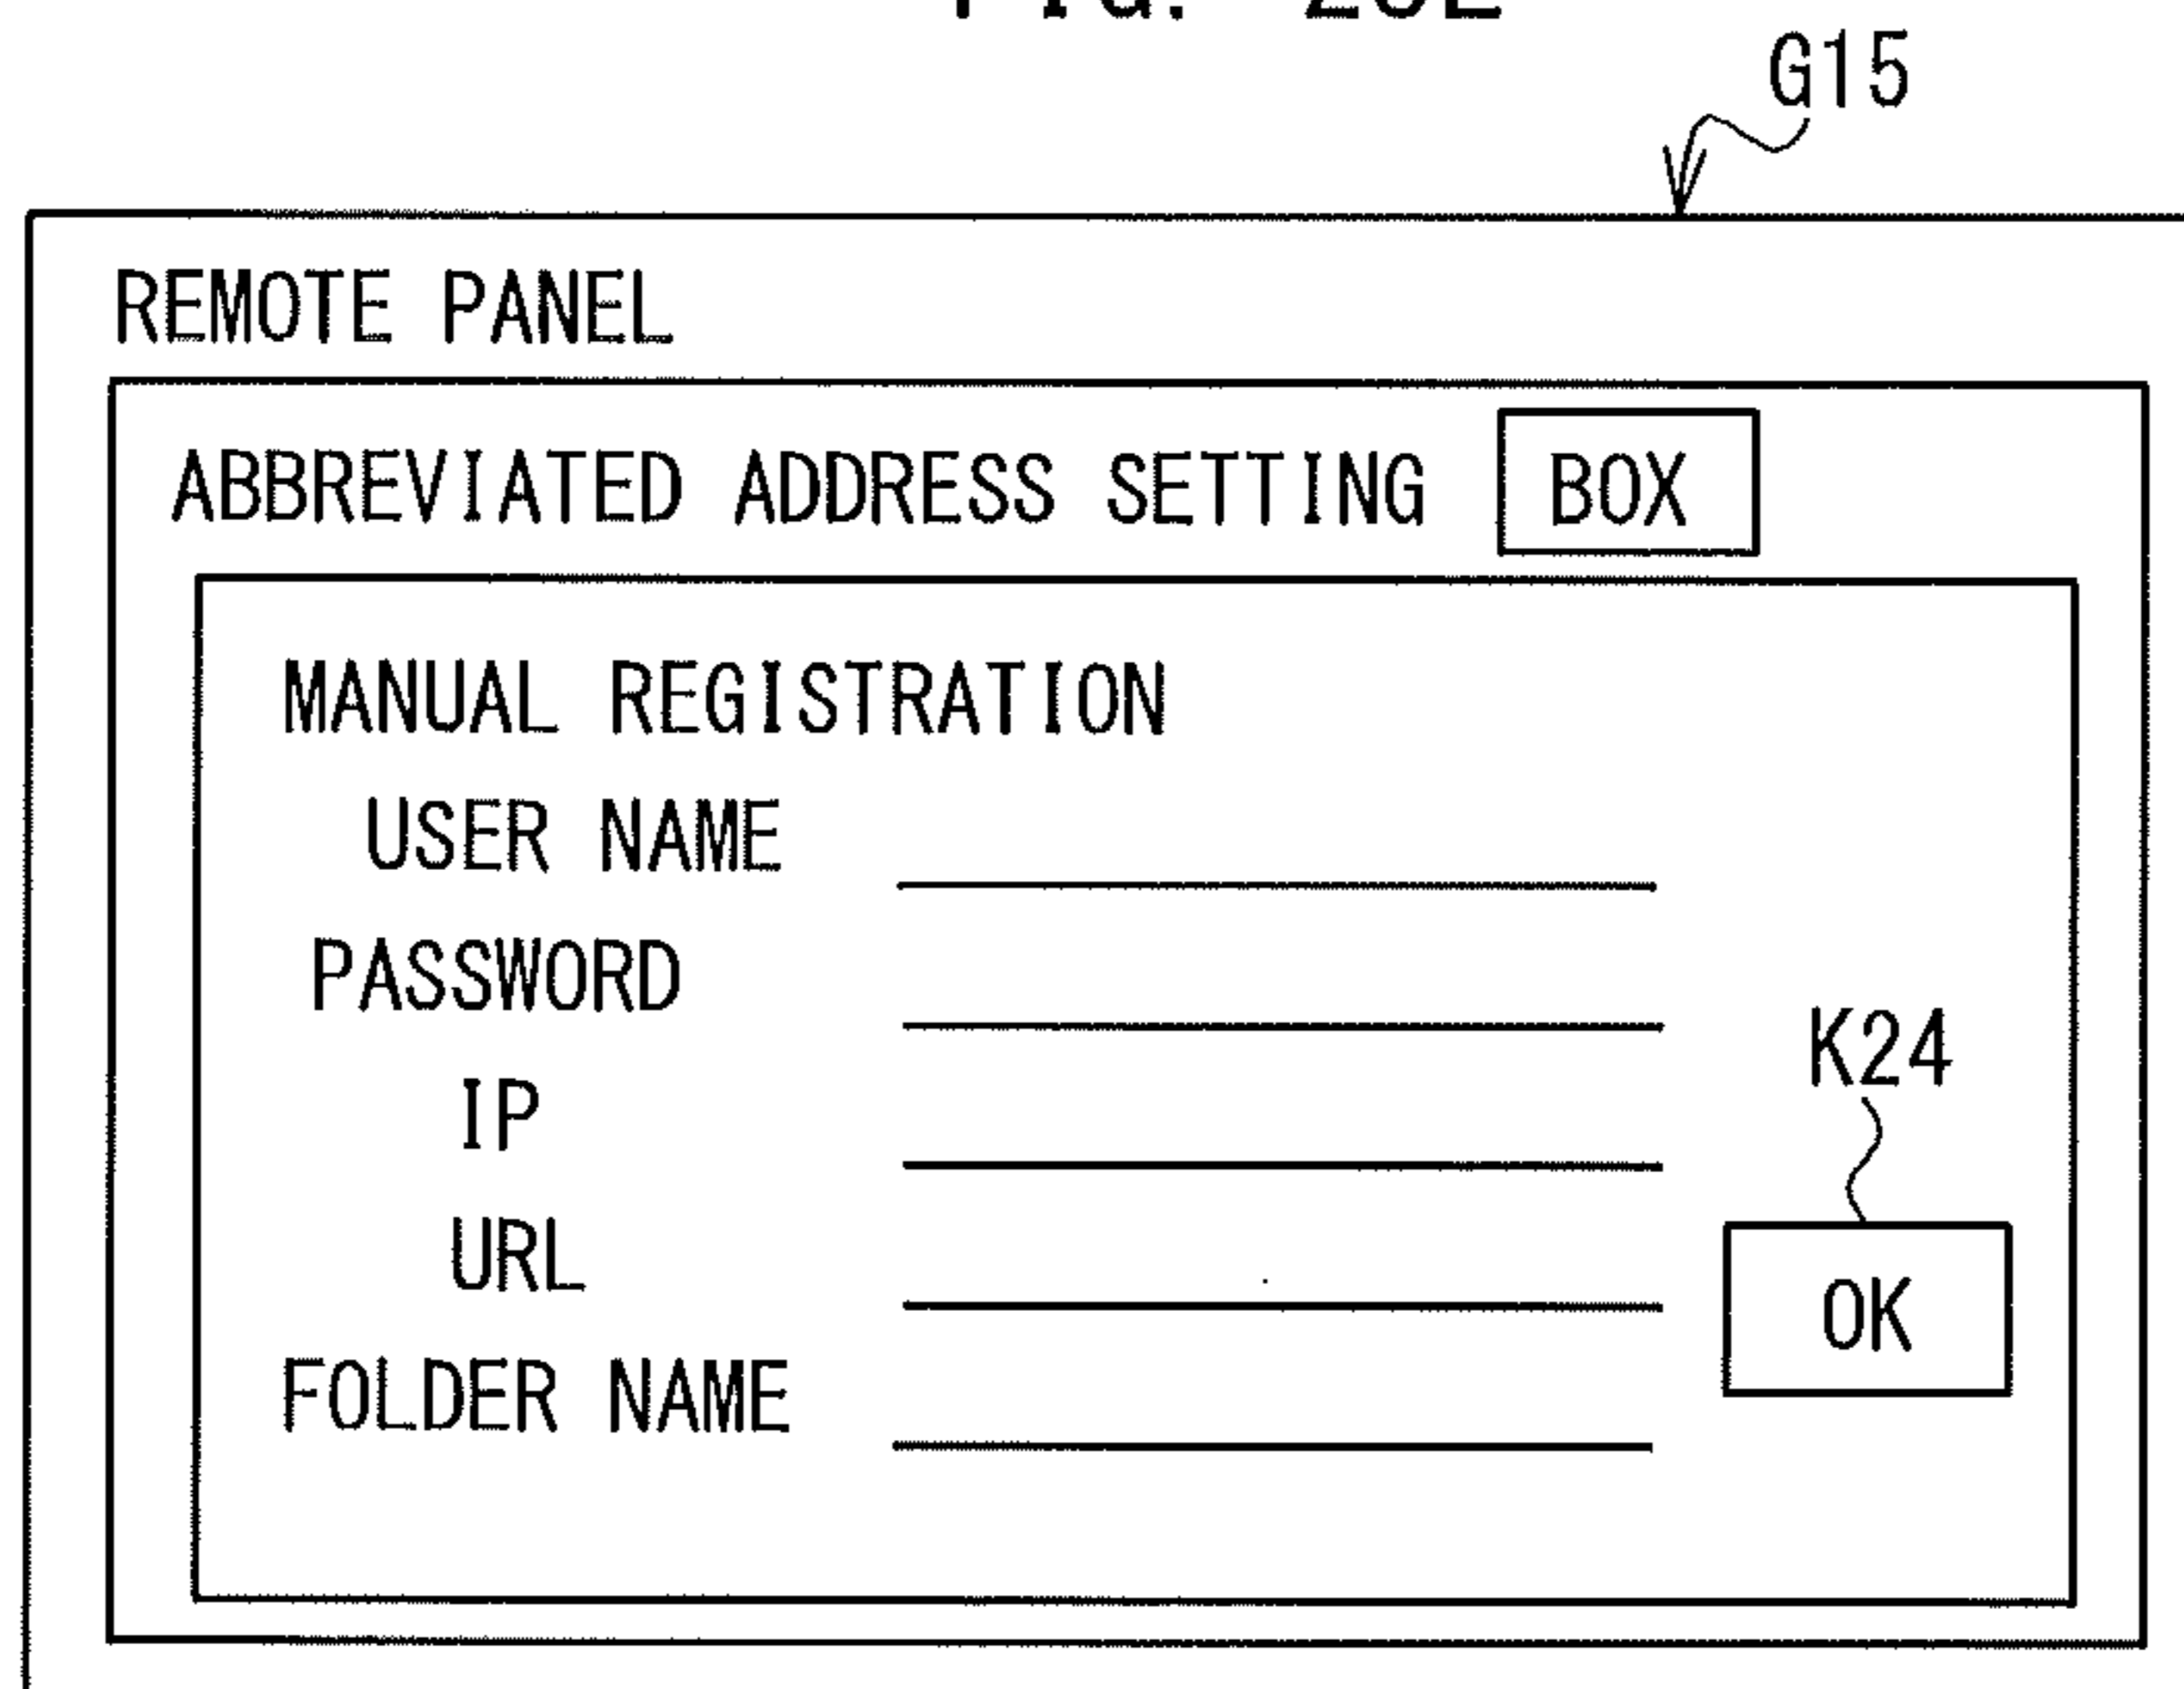 G15
REMOTE PANEL
ABBREVIATED ADDRESS SETTING BOX
MANUAL REGISTRATION
USER NAME
PASSWORD
K24
IP
URL
OK
FOLDER NAME